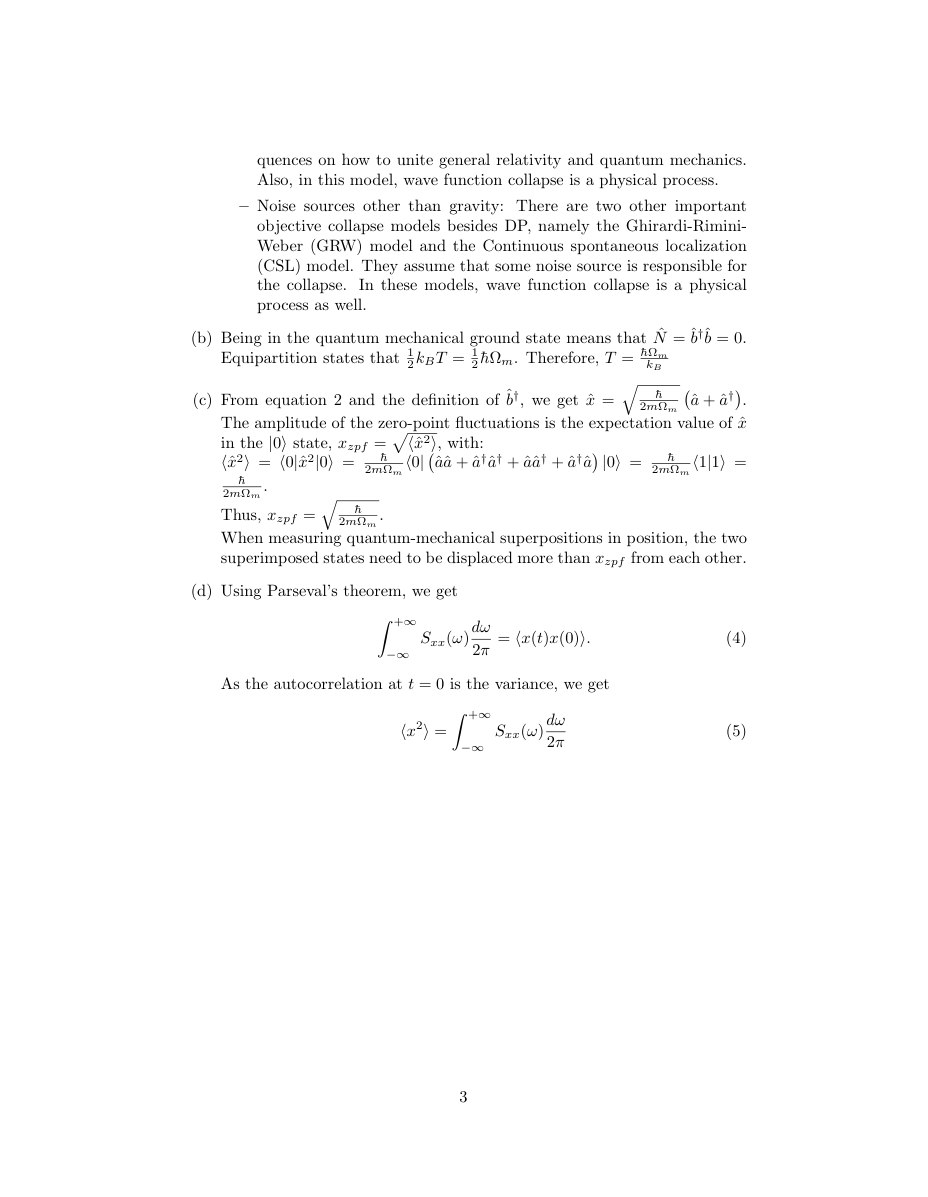 quences on how to unite general relativity and quantum mechanics.
Also, in this model, wave function collapse is a physical process.
– Noise sources other than gravity: There are two other important
objective collapse models besides DP, namely the Ghirardi-Rimini-
Weber (GRW) model and the Continuous spontaneous localization
(CSL) model. They assume that some noise source is responsible for
the collapse. In these models, wave function collapse is a physical
process as well.
(b) Being in the quantum mechanical ground state means that N̂ = b̂†b̂ = 0.
Equipartition states that ½k_BT = ½ħΩ_m. Therefore, T = ħΩ_m/k_B
(c) From equation 2 and the definition of b̂†, we get x̂ = √(ħ/2mΩ_m) (â + â†).
The amplitude of the zero-point fluctuations is the expectation value of x̂
in the |0⟩ state, x_zpf = √⟨x̂²⟩, with:
⟨x̂²⟩ = ⟨0|x̂²|0⟩ = ħ/2mΩ_m ⟨0| (ââ + â†â† + ââ† + â†â) |0⟩ = ħ/2mΩ_m ⟨1|1⟩ =
ħ/2mΩ_m.
Thus, x_zpf = √(ħ/2mΩ_m).
When measuring quantum-mechanical superpositions in position, the two
superimposed states need to be displaced more than x_zpf from each other.
(d) Using Parseval's theorem, we get
∫_{−∞}^{+∞} S_xx(ω) dω/2π = ⟨x(t)x(0)⟩. (4)
As the autocorrelation at t = 0 is the variance, we get
⟨x²⟩ = ∫_{−∞}^{+∞} S_xx(ω) dω/2π (5)
3